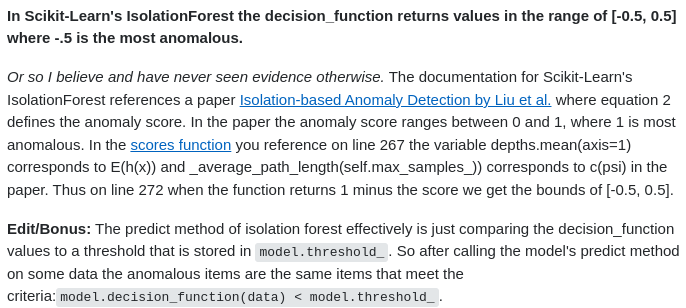 In Scikit-Learn's IsolationForest the decision_function returns values in the range of [-0.5, 0.5]
where -.5 is the most anomalous.
Or so I believe and have never seen evidence otherwise. The documentation for Scikit-Learn's
IsolationForest references a paper Isolation-based Anomaly Detection by Liu et al. where equation 2
defines the anomaly score. In the paper the anomaly score ranges between 0 and 1, where 1 is most
anomalous. In the scores function you reference on line 267 the variable depths.mean(axis=1)
corresponds to E(h(x)) and _average_path_length(self.max_samples_)) corresponds to c(psi) in the
paper. Thus on line 272 when the function returns 1 minus the score we get the bounds of [-0.5, 0.5].
Edit/Bonus: The predict method of isolation forest effectively is just comparing the decision_function
values to a threshold that is stored in model.threshold_. So after calling the model's predict method
on some data the anomalous items are the same items that meet the
criteria: model.decision_function(data) < model.threshold_.